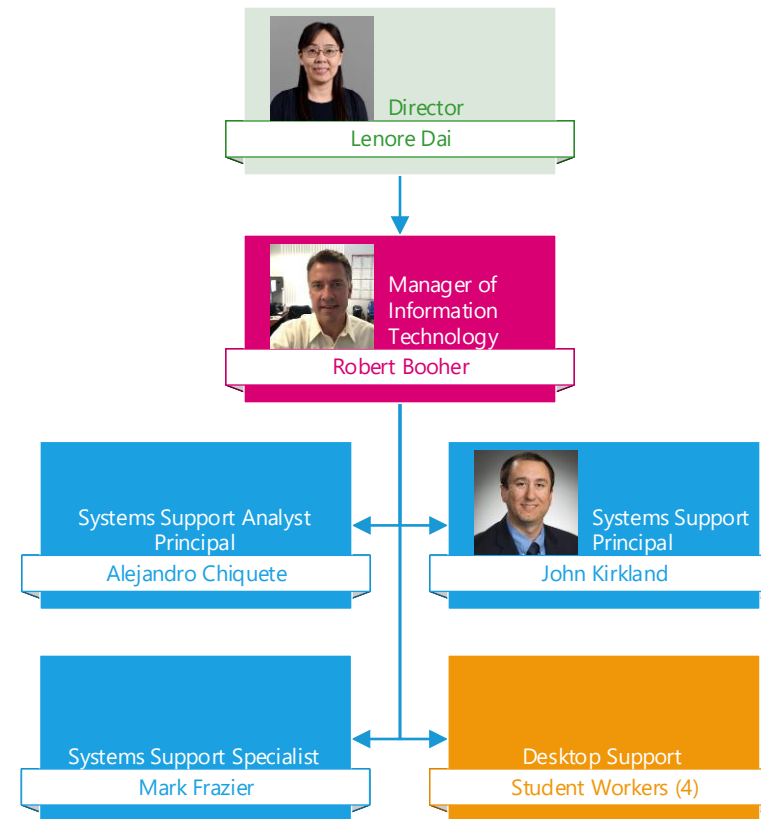 Director
Lenore Dai
Manager of
Information
Technology
Robert Booher
Systems Support Analyst
Principal
Alejandro Chiquete
Systems Support
Principal
John Kirkland
Systems Support Specialist
Mark Frazier
Desktop Support
Student Workers (4)